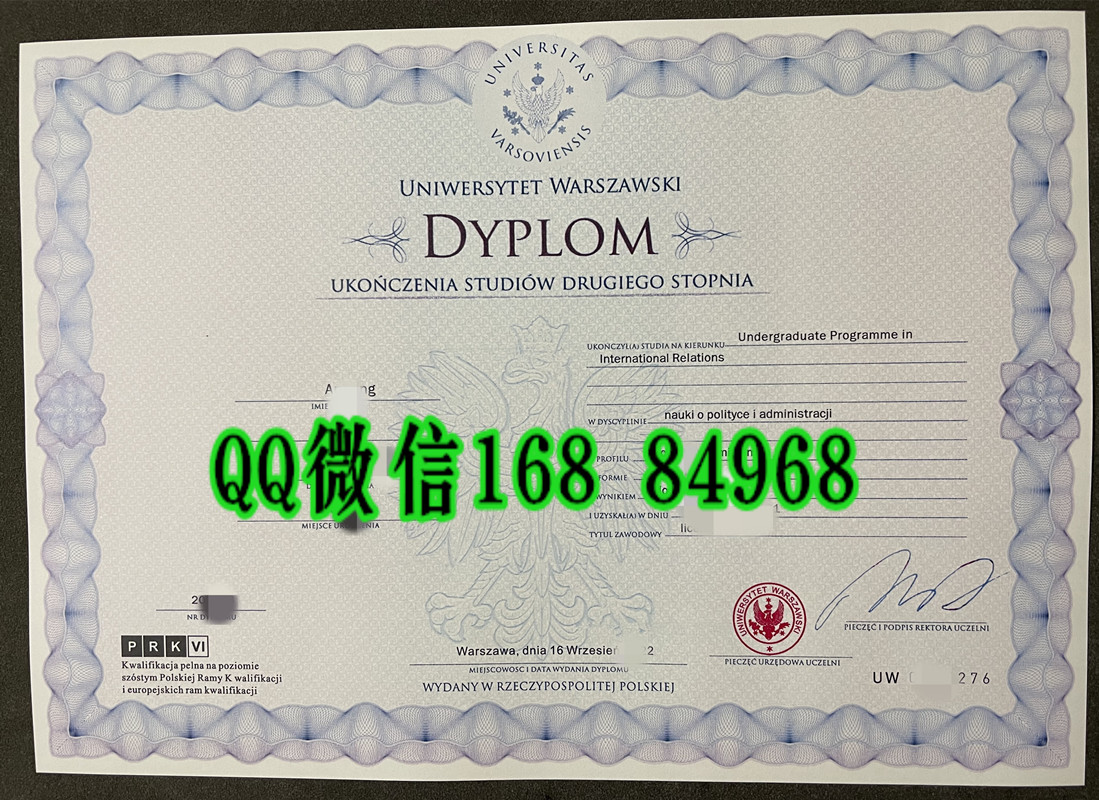 UNIVERSITAS VARSOVIENSIS
UNIWERSYTET WARSZAWSKI
DYPLOM
UKOŃCZENIA STUDIÓW DRUGIEGO STOPNIA
UKOŃCZYŁ(A) STUDIA NA KIERUNKU Undergraduate Programme in
International Relations
IMIĘ
W DYSCYPLINIE nauki o polityce i administracji
QQ微信168 84968
PROFILU
FORMIE
WYNIKIEM
I UZYSKAŁ(A) W DNIU
MIEJSCE
TYTUŁ ZAWODOWY
NR
PRK VI
Kwalifikacja pełna na poziomie
szóstym Polskiej Ramy K walifikacji
i europejskich ram kwalifikacji
Warszawa, dnia 16
MIEJSCOWOŚĆ I DATA WYDANIA DYPLOMU
WYDANY W RZECZYPOSPOLITEJ POLSKIEJ
UNIWERSYTET WARSZAWSKI
PIECZĘĆ URZĘDOWA UCZELNI
PIECZĘĆ I PODPIS REKTORA UCZELNI
UW 276